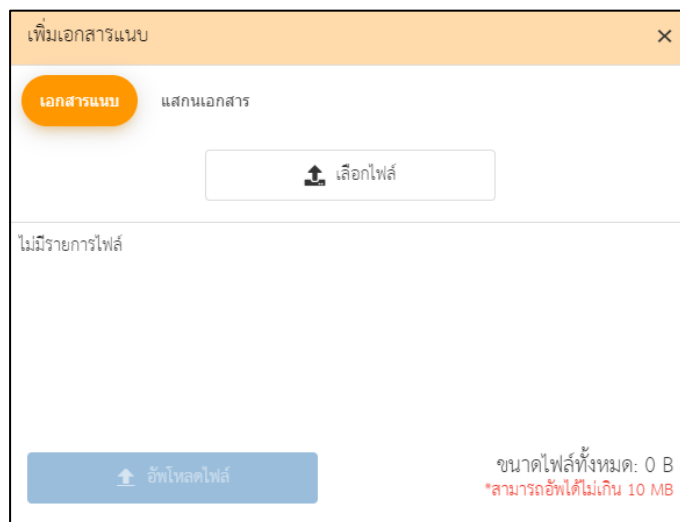 เพิ่มเอกสารแนบ ×
เอกสารแนบ แสกนเอกสาร
เลือกไฟล์
ไม่มีรายการไฟล์
อัพโหลดไฟล์
ขนาดไฟล์ทั้งหมด: 0 B
*สามารถอัพได้ไม่เกิน 10 MB